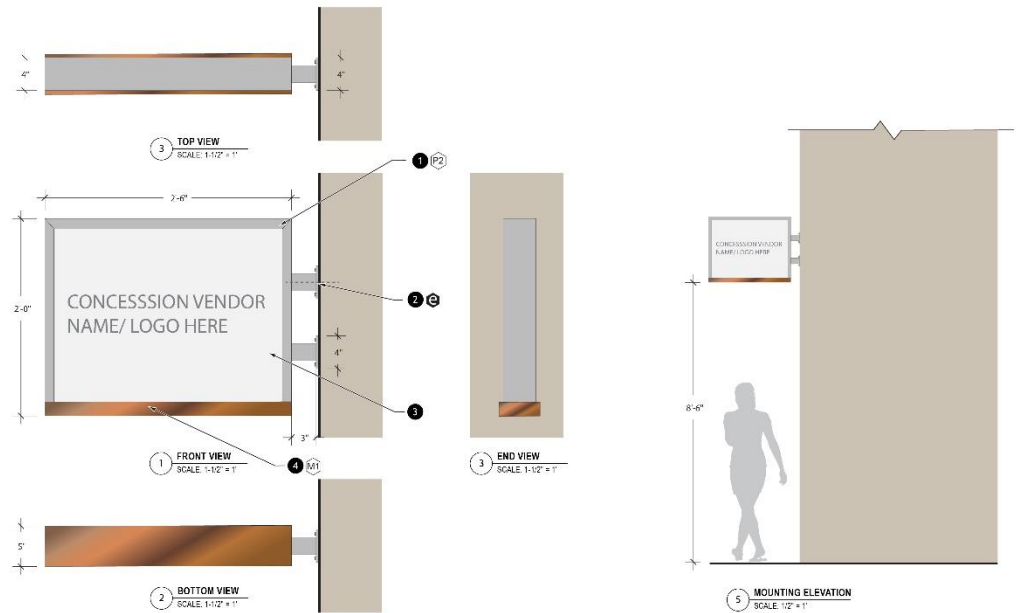 4"
4"
3 TOP VIEW
SCALE: 1-1/2" = 1'
1 P2
2'-6"
2'-0"
CONCESSSION VENDOR
NAME/ LOGO HERE
2 e
4"
3
3"
1 FRONT VIEW
SCALE: 1-1/2" = 1'
4 M1
3 END VIEW
SCALE: 1-1/2" = 1'
5"
2 BOTTOM VIEW
SCALE: 1-1/2" = 1'
CONCESSSION VENDOR
NAME/ LOGO HERE
8'-6"
5 MOUNTING ELEVATION
SCALE: 1/2" = 1'